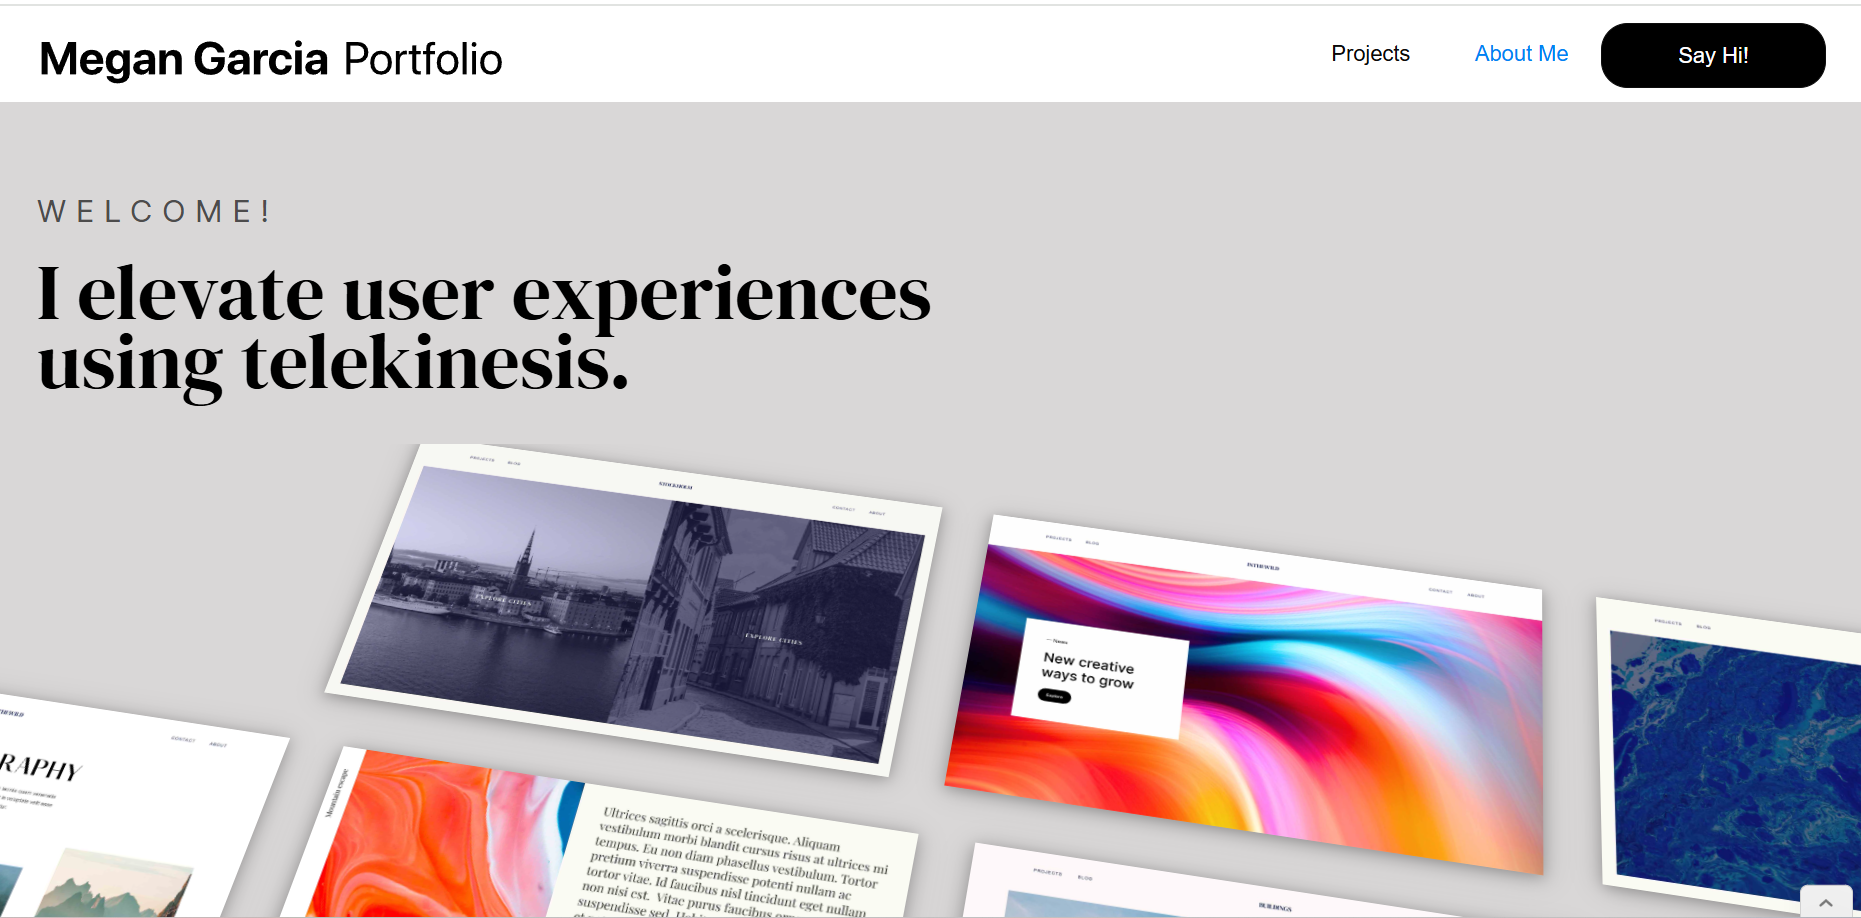 Megan Garcia Portfolio
Projects
About Me
Say Hi!
WELCOME!
I elevate user experiences
using telekinesis.
PROJECTS BLOG
STOCKHOLM
CONTACT ABOUT
EXPLORE CITIES
EXPLORE CITIES
PROJECTS BLOG
INTHEWILD
CONTACT ABOUT
— News
New creative
ways to grow
Explore
PROJECTS BLOG
CONTACT ABOUT
RAPHY
Mountain escape
Ultrices sagittis orci a scelerisque. Aliquam
vestibulum morbi blandit cursus risus at ultrices mi
tempus. Eu non diam phasellus vestibulum. Tortor
pretium viverra suspendisse potenti nullam ac
tortor vitae. Id faucibus nisl tincidunt eget nullam
non nisi est. Vitae purus faucibus
suspendisse sed.
PROJECTS BLOG
BUILDINGS